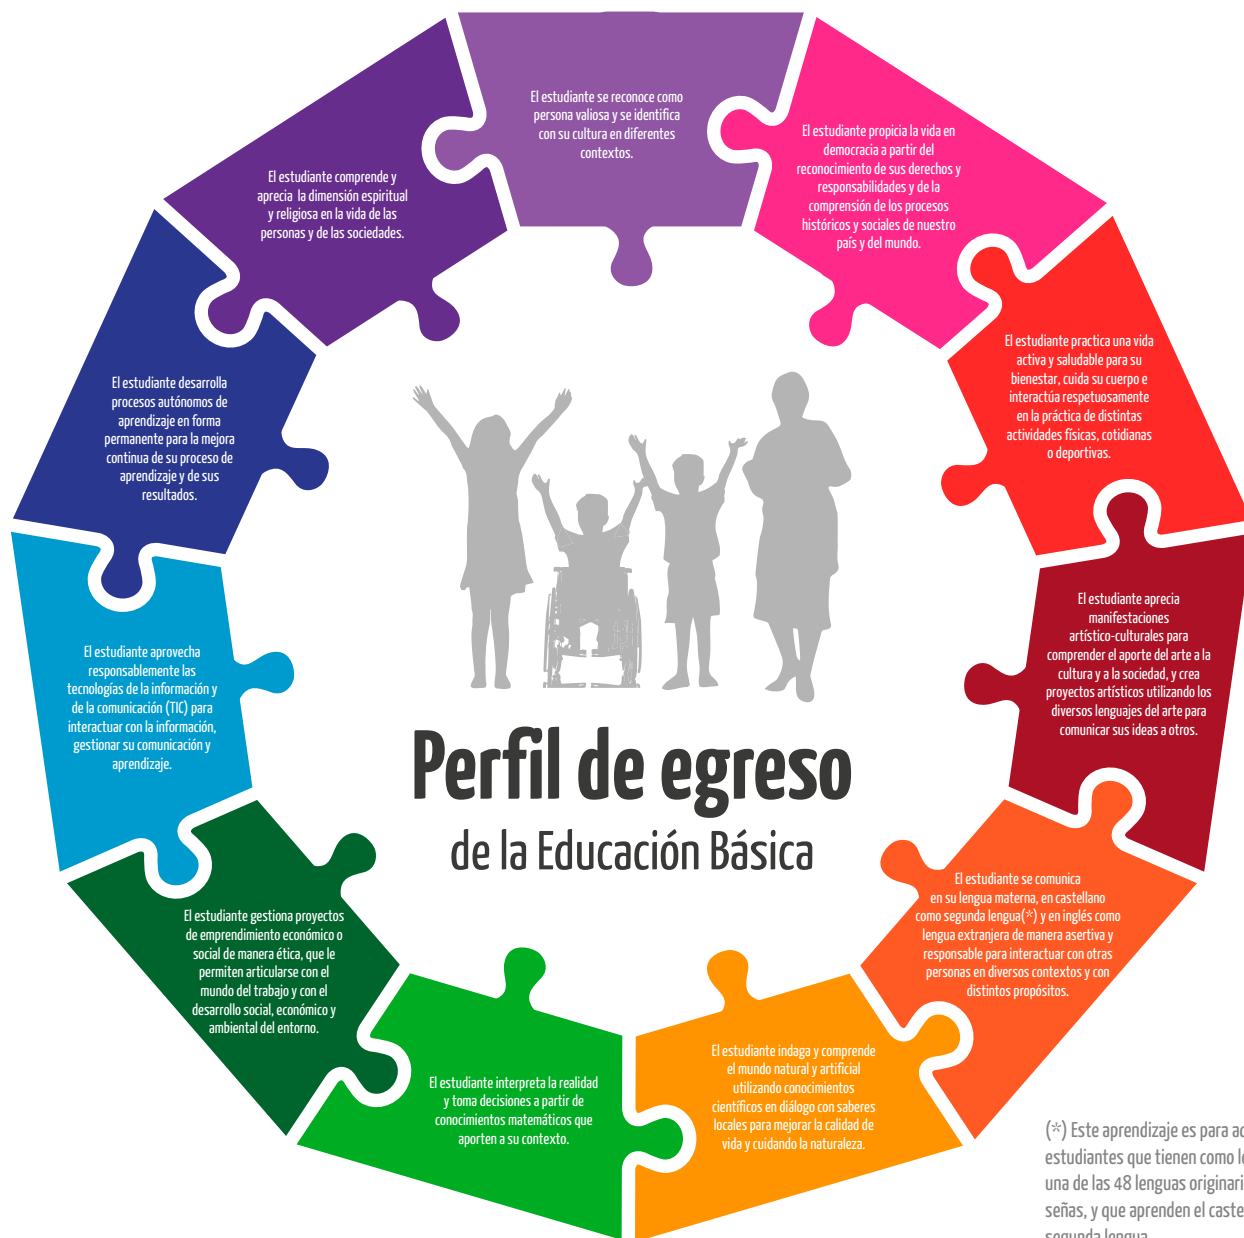 El estudiante se reconoce como
persona valiosa y se identifica
con su cultura en diferentes
contextos.
El estudiante propicia la vida en
democracia a partir del
reconocimiento de sus derechos y
responsabilidades y de la
comprensión de los procesos
históricos y sociales de nuestro
país y del mundo.
El estudiante practica una vida
activa y saludable para su
bienestar, cuida su cuerpo e
interactúa respetuosamente
en la práctica de distintas
actividades físicas, cotidianas
o deportivas.
El estudiante aprecia
manifestaciones
artístico-culturales para
comprender el aporte del arte a la
cultura y a la sociedad, y crea
proyectos artísticos utilizando los
diversos lenguajes del arte para
comunicar sus ideas a otros.
El estudiante se comunica
en su lengua materna, en castellano
como segunda lengua(*) y en inglés como
lengua extranjera de manera asertiva y
responsable para interactuar con otras
personas en diversos contextos y con
distintos propósitos.
El estudiante indaga y comprende
el mundo natural y artificial
utilizando conocimientos
científicos en diálogo con saberes
locales para mejorar la calidad de
vida y cuidando la naturaleza.
El estudiante interpreta la realidad
y toma decisiones a partir de
conocimientos matemáticos que
aporten a su contexto.
El estudiante gestiona proyectos
de emprendimiento económico o
social de manera ética, que le
permiten articularse con el
mundo del trabajo y con el
desarrollo social, económico y
ambiental del entorno.
El estudiante aprovecha
responsablemente las
tecnologías de la información y
de la comunicación (TIC) para
interactuar con la información,
gestionar su comunicación y
aprendizaje.
El estudiante desarrolla
procesos autónomos de
aprendizaje en forma
permanente para la mejora
continua de su proceso de
aprendizaje y de sus
resultados.
El estudiante comprende y
aprecia la dimensión espiritual
y religiosa en la vida de las
personas y de las sociedades.
Perfil de egreso
de la Educación Básica
(*) Este aprendizaje es para
estudiantes que tienen como
una de las 48 lenguas
señas, y que aprenden el
segunda lengua